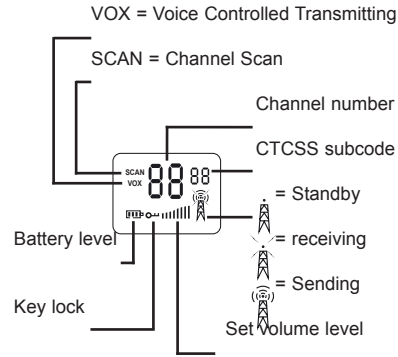 VOX = Voice Controlled Transmitting
SCAN = Channel Scan
Channel number
CTCSS subcode
SCAN
VOX
88
88
= Standby
= receiving
= Sending
Battery level
Key lock
Set volume level